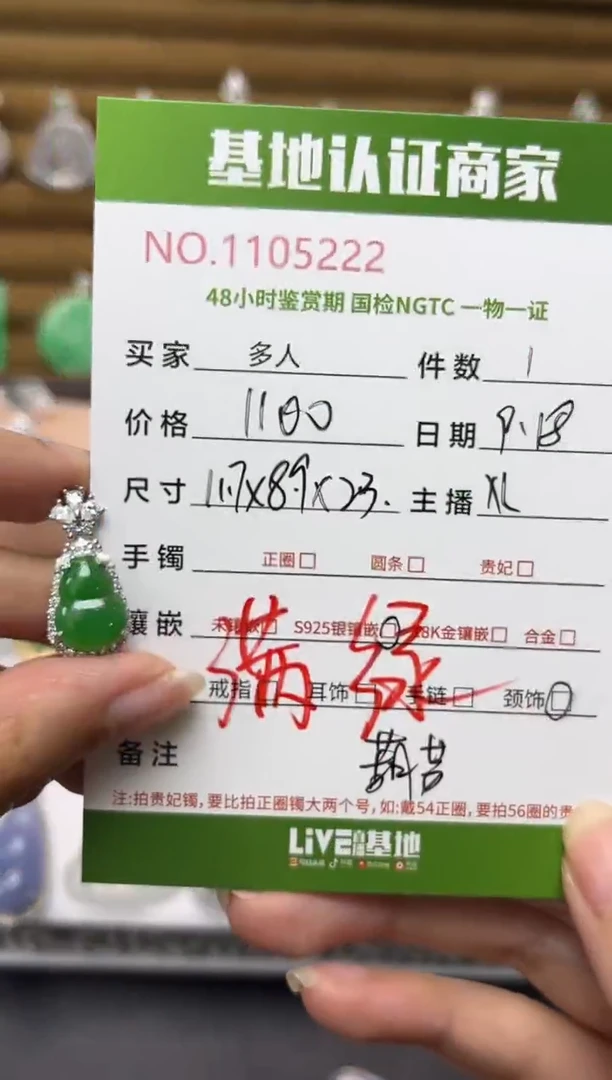 基地认证商家
NO.1105222
48小时鉴赏期 国检NGTC 一物一证
买家 多人 件数 1
价格 1100 日期 9.18
尺寸 11.7X8.9X23. 主播 XL
手镯 正圈□ 圆条□ 贵妃□
镶嵌 未镶嵌□ S925银镶嵌□ 18K金镶嵌□ 合金□
满绿
戒指□ 耳饰□ 手链□ 颈饰□
备注
注:拍贵妃镯,要比拍正圈镯大两个号,如:戴54正圈,要拍56圈的贵
LiVE直播基地